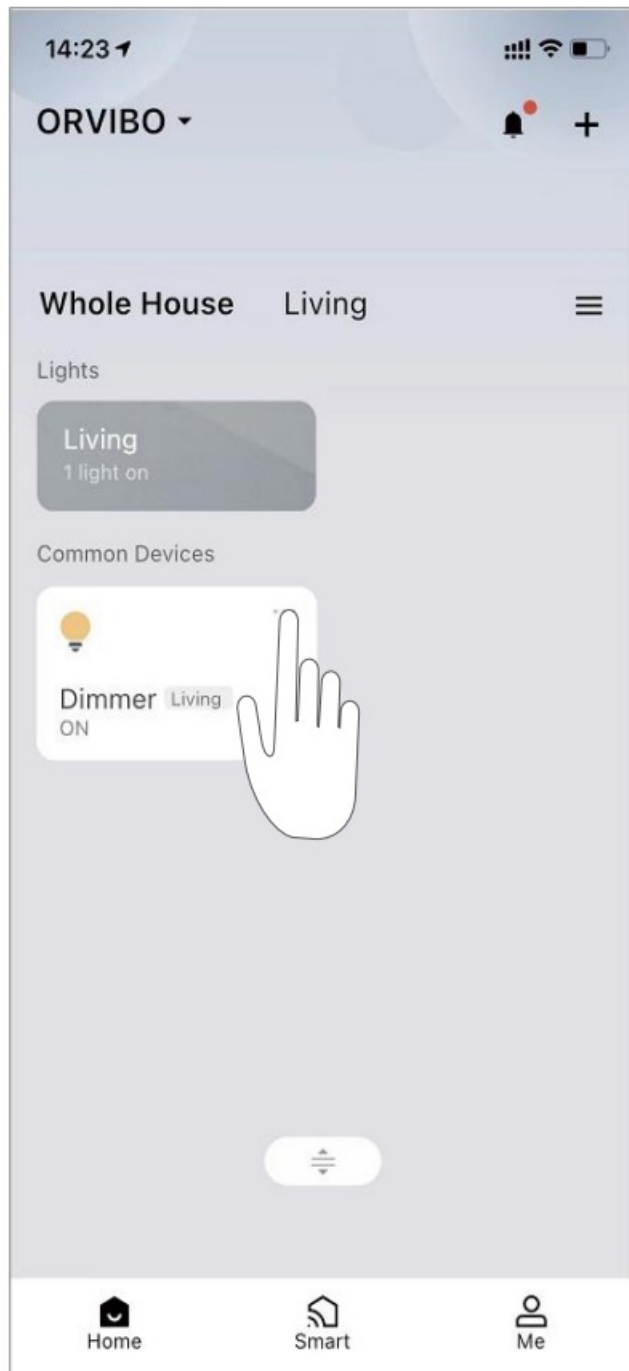 14:23
ORVIBO
Whole House Living
Lights
Living
1 light on
Common Devices
Dimmer Living
ON
Home Smart Me